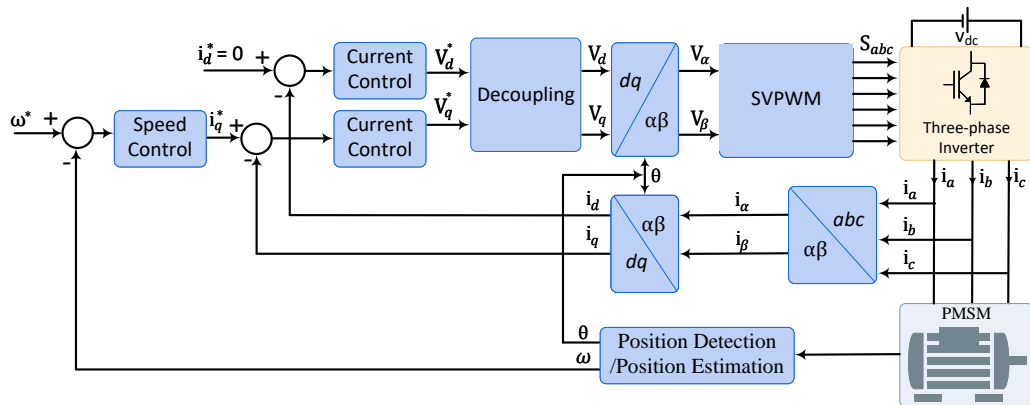 V_dc
i_d^* = 0
+
-
Current
Control
V_d^*
Decoupling
V_d
dq
αβ
V_α
SVPWM
S_abc
Three-phase
Inverter
ω*
+
-
Speed
Control
i_q^*
+
-
Current
Control
V_q^*
V_q
V_β
θ
i_a
i_b
i_c
i_d
αβ
dq
i_α
abc
αβ
i_a
i_q
i_β
i_b
i_c
PMSM
θ
ω
Position Detection
/Position Estimation